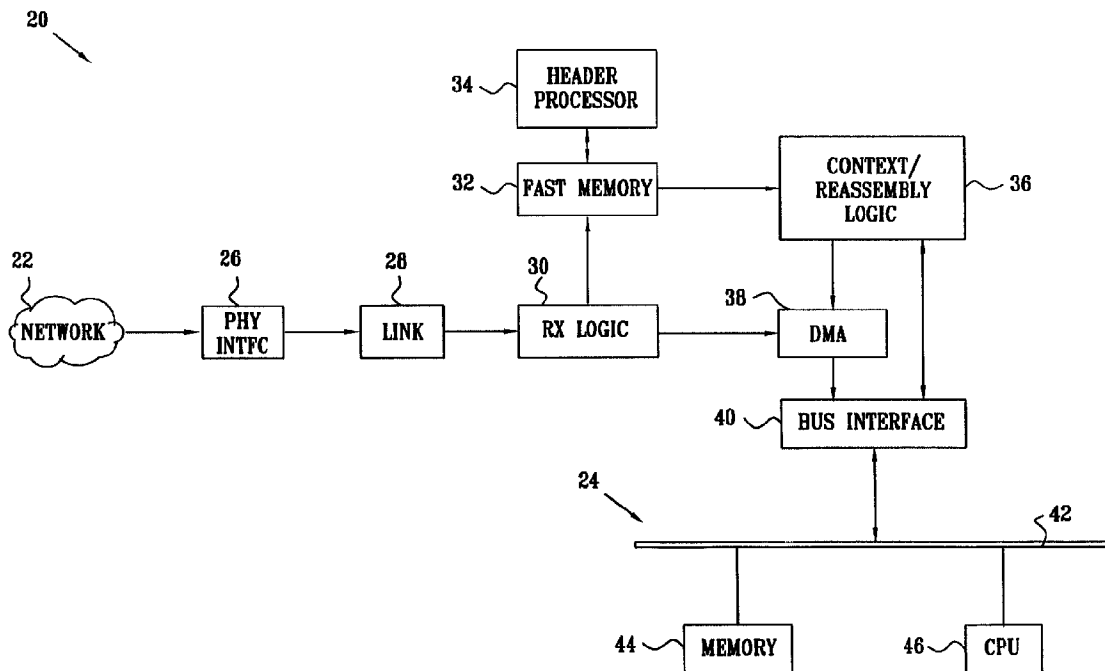 20
34
HEADER
PROCESSOR
32
FAST MEMORY
CONTEXT/
REASSEMBLY
LOGIC
36
22
NETWORK
26
PHY
INTFC
28
LINK
30
RX LOGIC
38
DMA
40
BUS INTERFACE
24
42
44
MEMORY
46
CPU